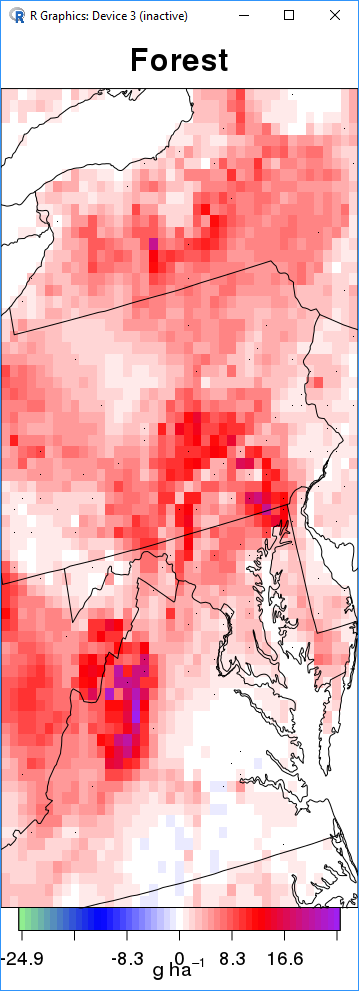 R Graphics: Device 3 (inactive)
Forest
-24.9 -8.3 0 8.3 16.6
g ha⁻¹